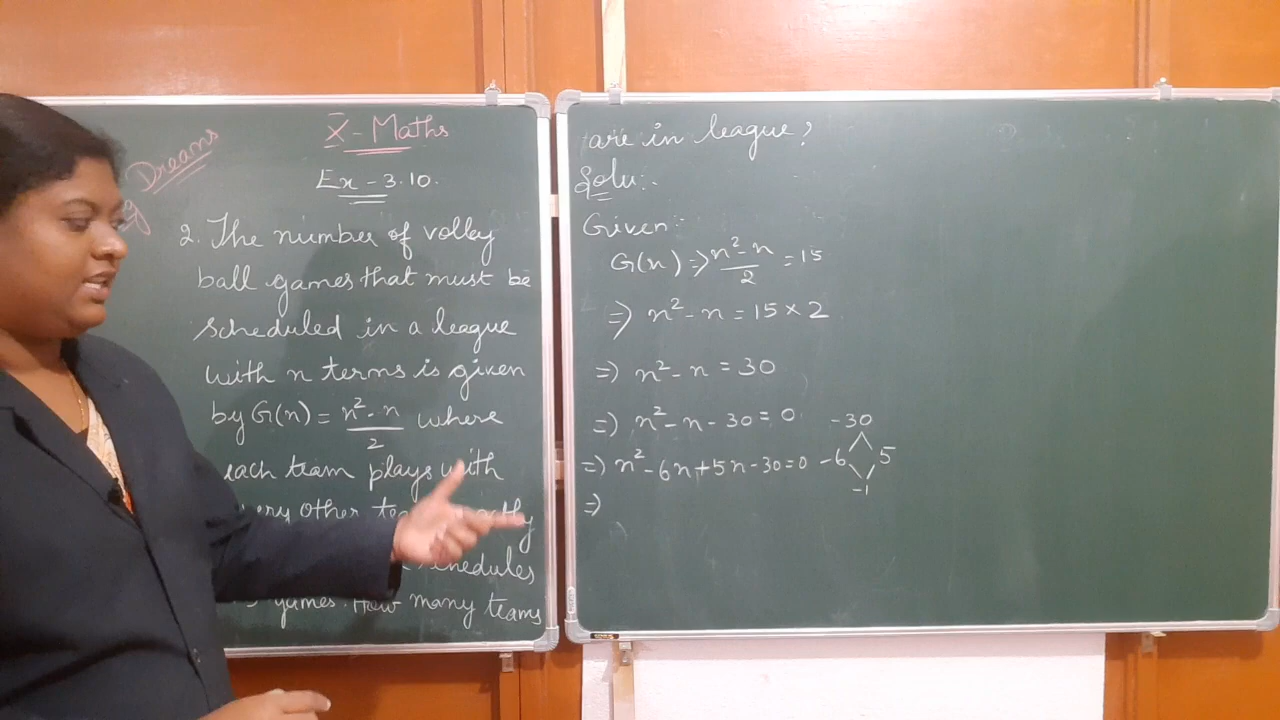 Dreams
X - Maths
Ex - 3.10.
2. The number of volley
ball games that must be
scheduled in a league
with n terms is given
by G(n) = n² - n / 2 where
each team plays with
every other
schedules
games. How many teams
are in league?
Solu:-
Given:-
G(n) => n² - n / 2 = 15
=> n² - n = 15 × 2
=> n² - n = 30
=> n² - n - 30 = 0.
=> n² - 6n + 5n - 30 = 0
=>
-30
-6 5
-1